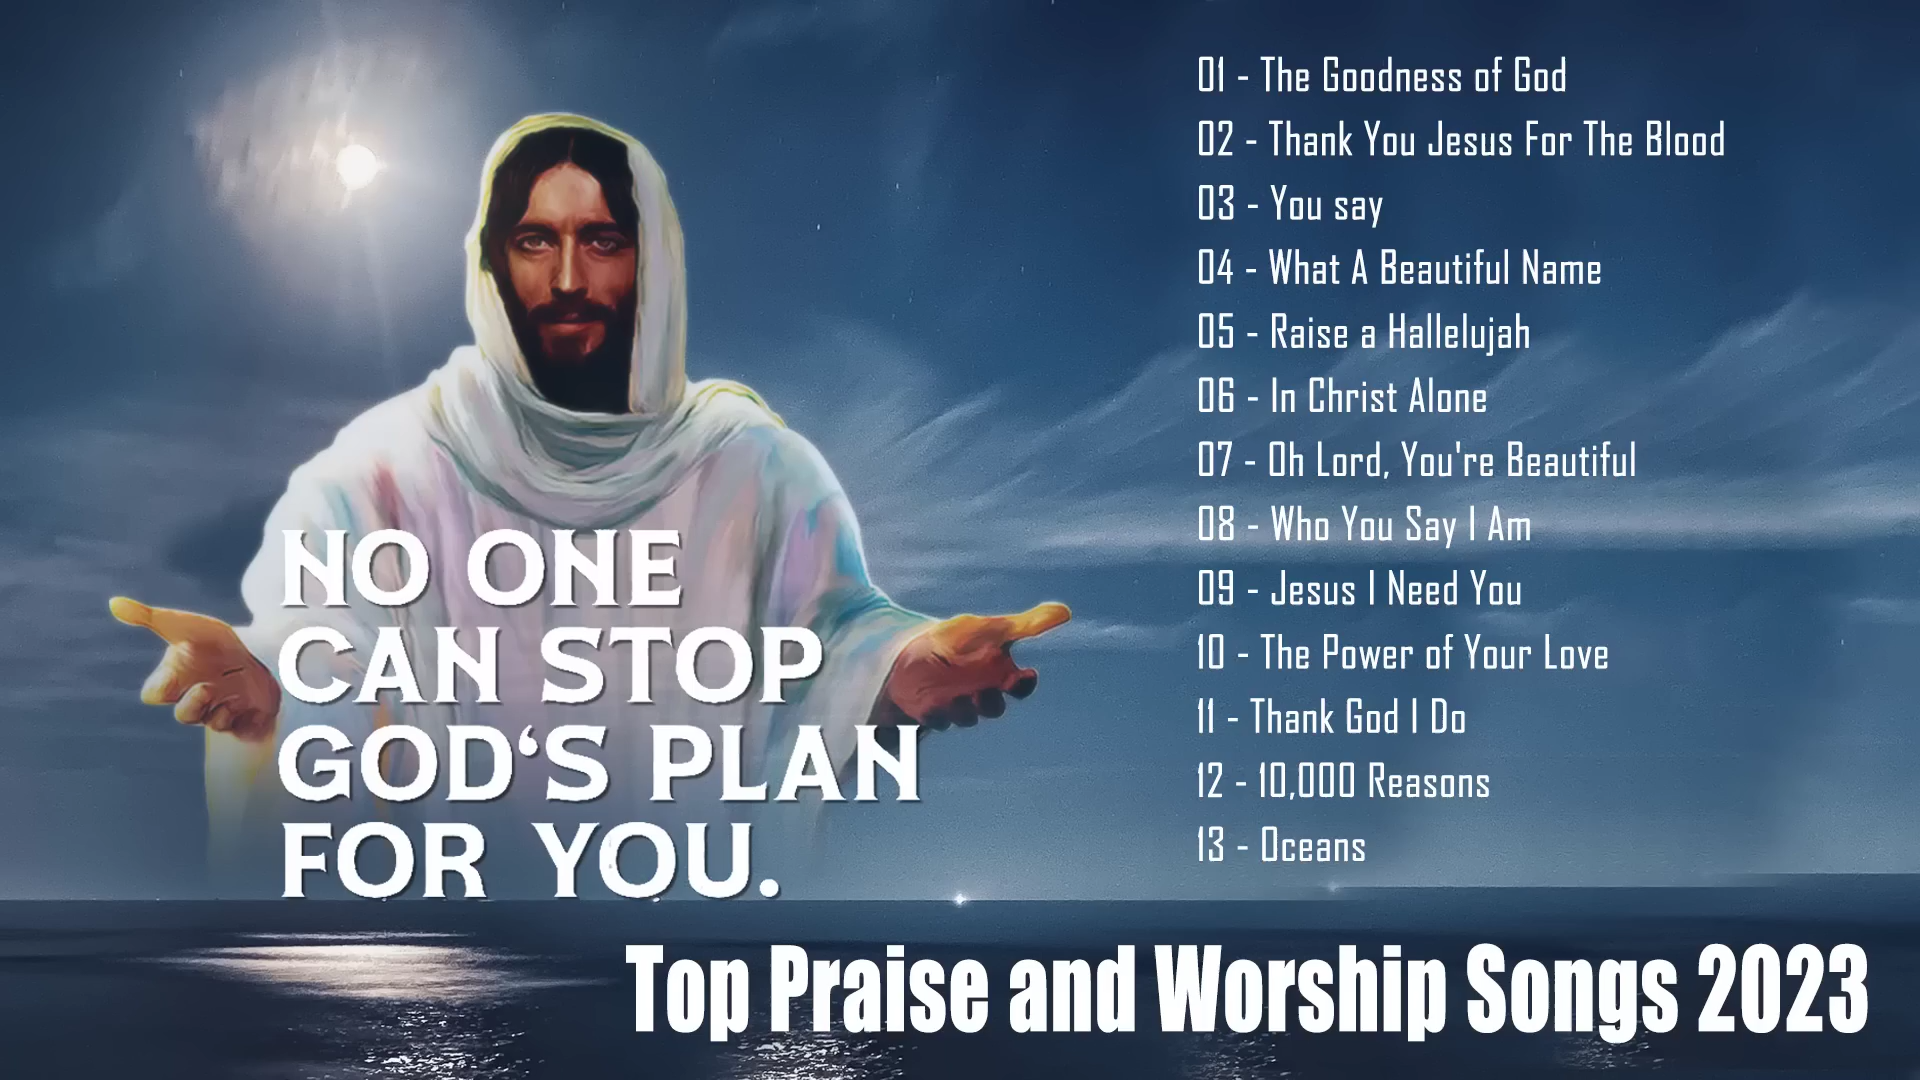 NO ONE
CAN STOP
GOD‘S PLAN
FOR YOU.
01 - The Goodness of God
02 - Thank You Jesus For The Blood
03 - You say
04 - What A Beautiful Name
05 - Raise a Hallelujah
06 - In Christ Alone
07 - Oh Lord, You're Beautiful
08 - Who You Say I Am
09 - Jesus I Need You
10 - The Power of Your Love
11 - Thank God I Do
12 - 10,000 Reasons
13 - Oceans
Top Praise and Worship Songs 2023